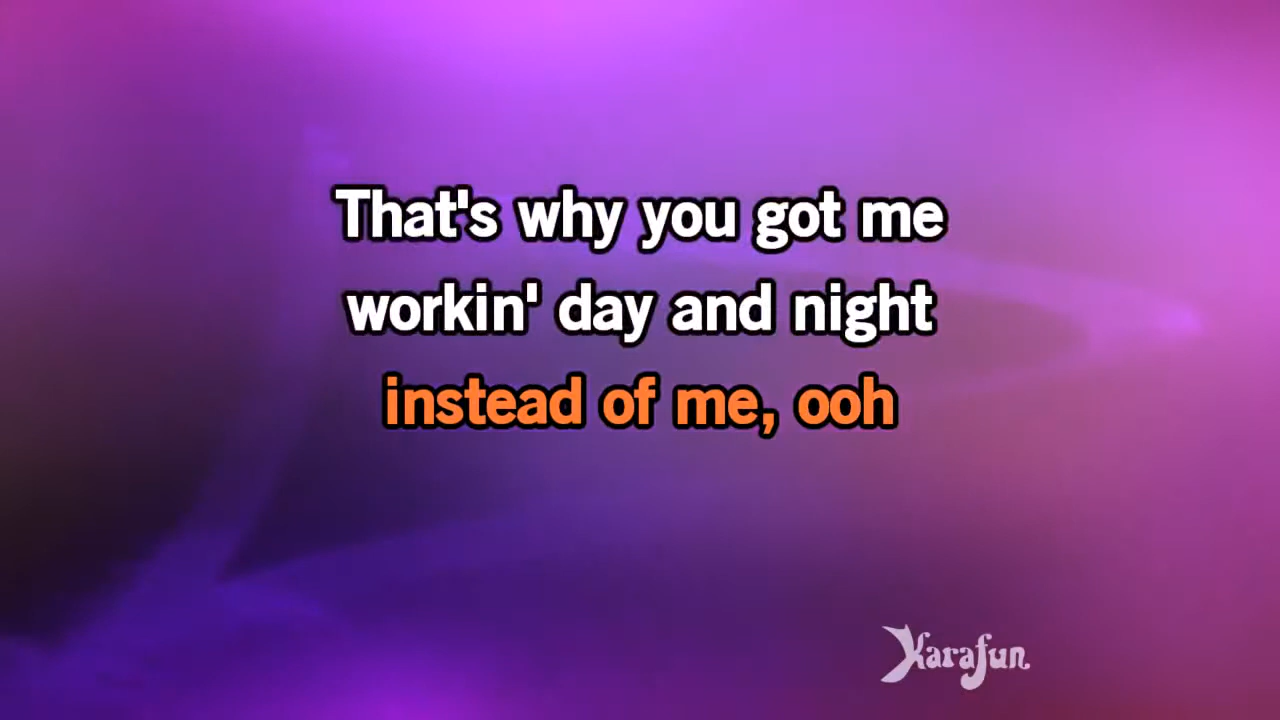 That's why you got me
workin' day and night
instead of me, ooh
Karafun